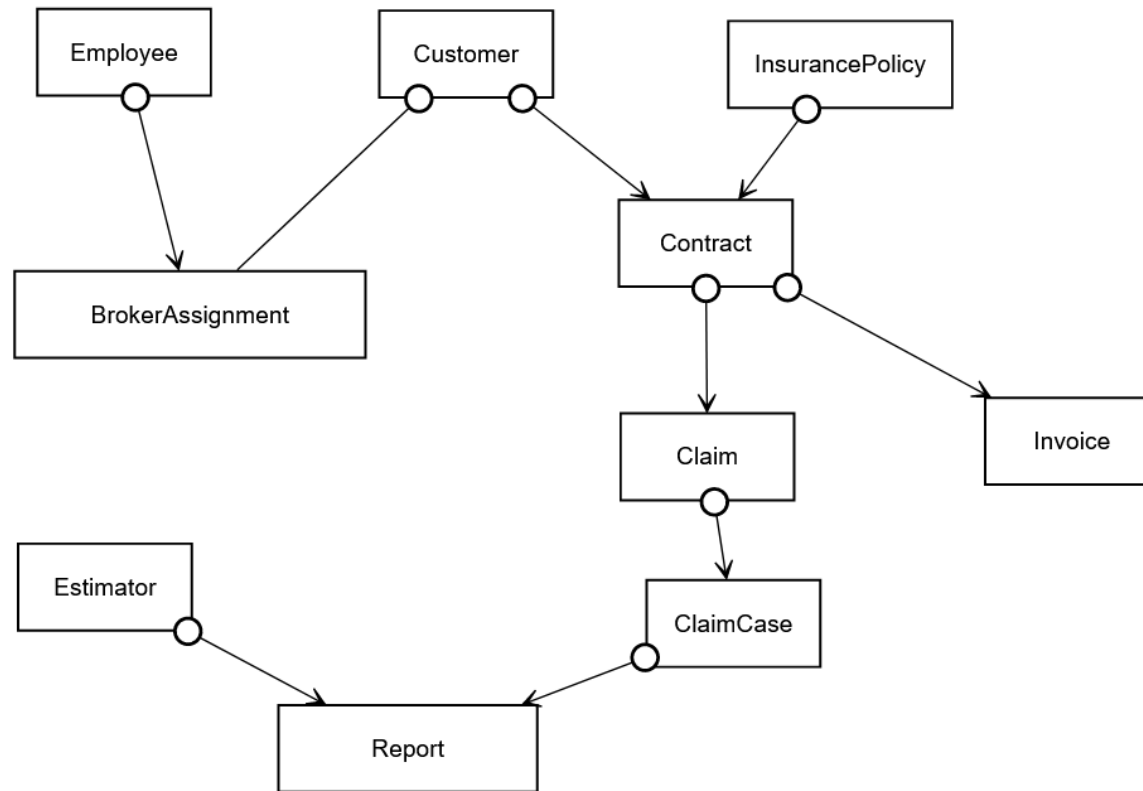 Employee
Customer
InsurancePolicy
Contract
BrokerAssignment
Claim
Invoice
Estimator
ClaimCase
Report